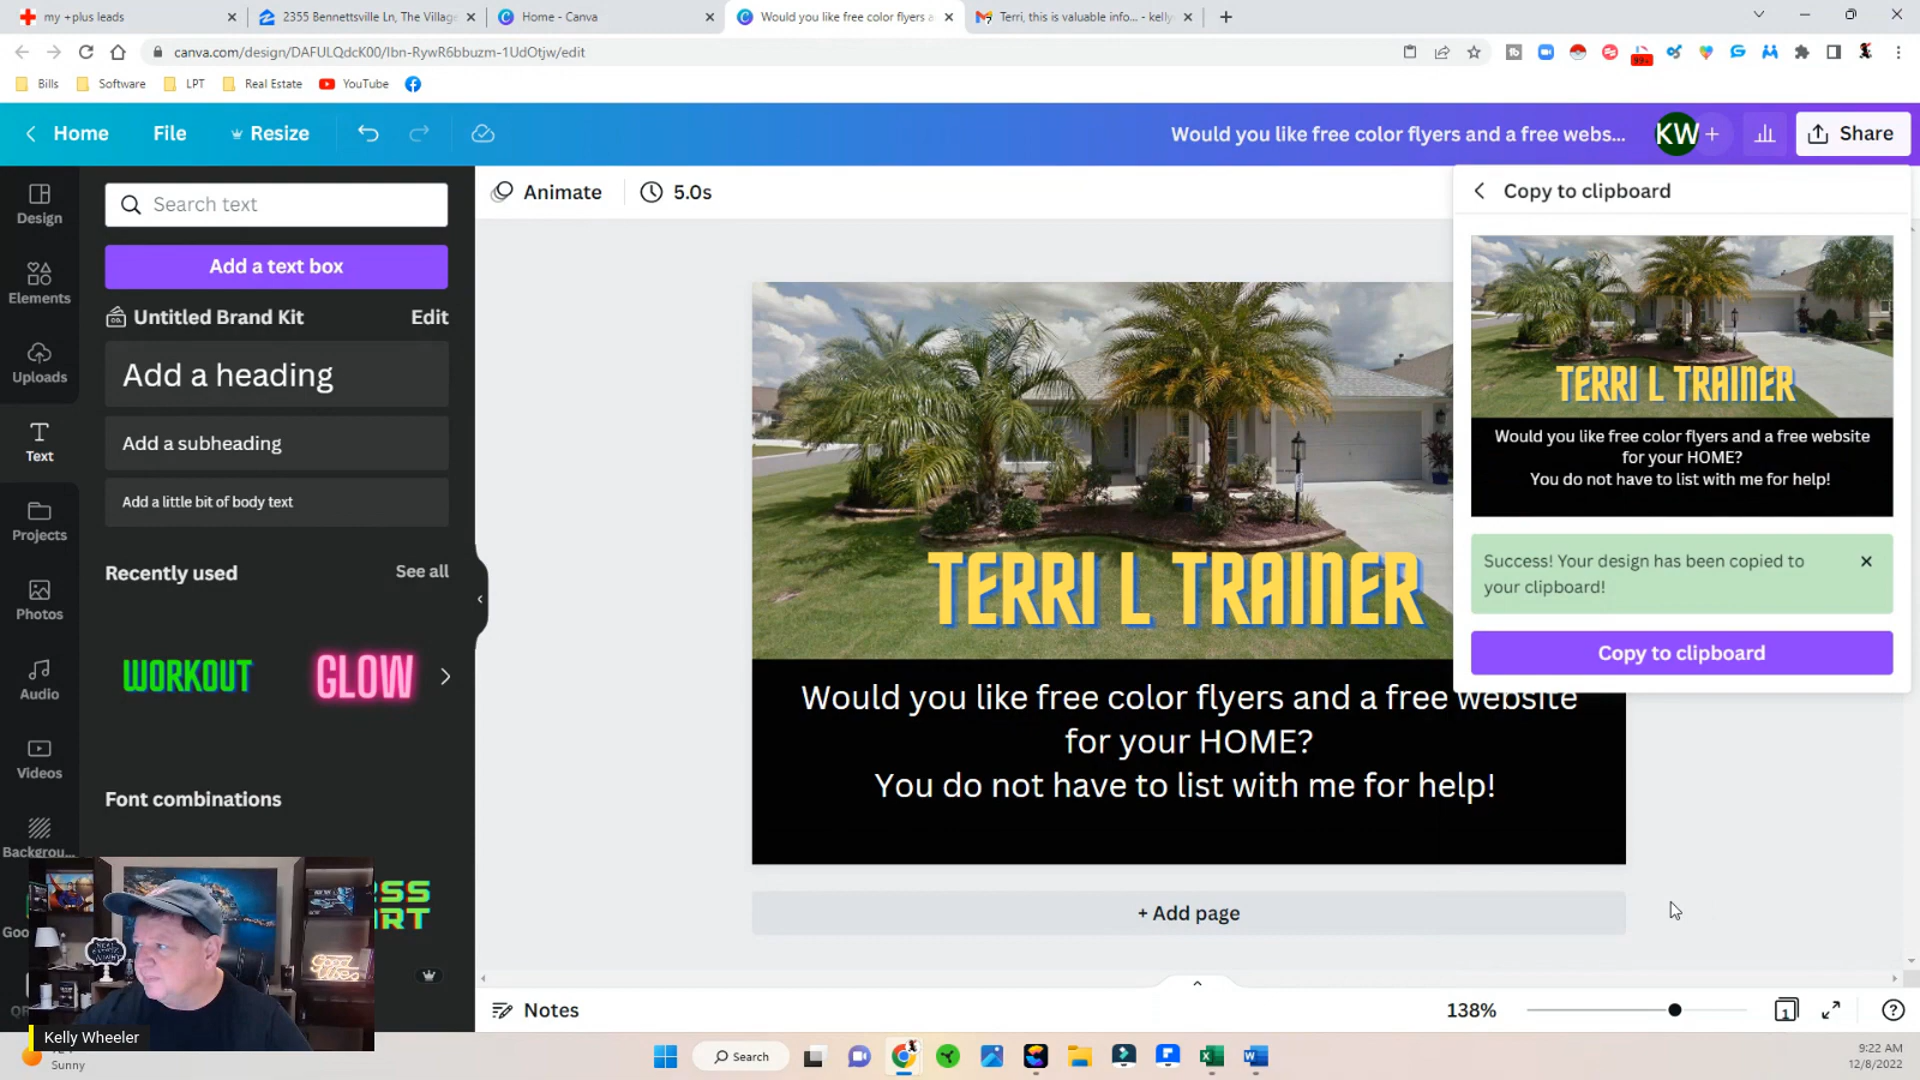 my +plus leads
2355 Bennettsville Ln, The Village
Home - Canva
Would you like free color flyers a
Terri, this is valuable info... - kelly
canva.com/design/DAFULQdcK00/Ibn-RywR6bbuzm-1UdOtjw/edit
99+
Bills
Software
LPT
Real Estate
YouTube
Home
File
Resize
Would you like free color flyers and a free webs...
KW
Share
Design
Elements
Uploads
Text
Projects
Photos
Audio
Videos
Backgrou...
Search text
Add a text box
Untitled Brand Kit
Edit
Add a heading
Add a subheading
Add a little bit of body text
Recently used
See all
WORKOUT
GLOW
Font combinations
Animate
5.0s
TERRI L TRAINER
Would you like free color flyers and a free website
for your HOME?
You do not have to list with me for help!
+ Add page
Copy to clipboard
TERRI L TRAINER
Would you like free color flyers and a free website
for your HOME?
You do not have to list with me for help!
Success! Your design has been copied to
your clipboard!
Copy to clipboard
Good
Vibes
Kelly Wheeler
Notes
138%
1
Sunny
Search
9:22 AM
12/8/2022